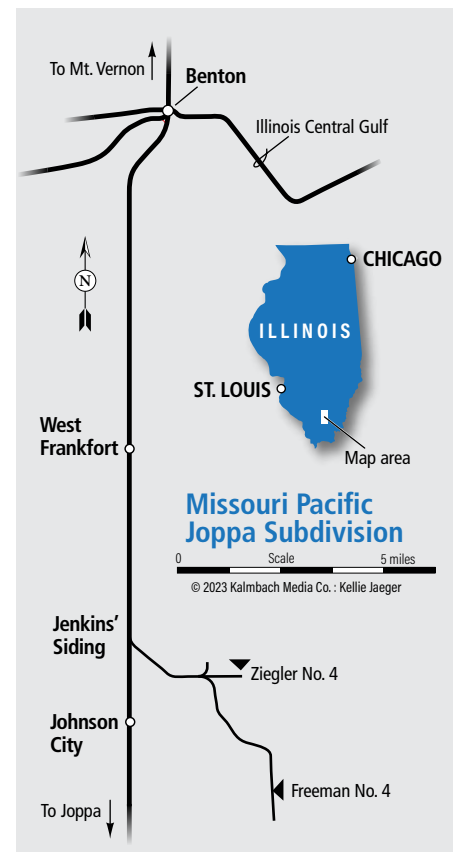 To Mt. Vernon
Benton
Illinois Central Gulf
N
CHICAGO
ILLINOIS
ST. LOUIS
Map area
West
Frankfort
Missouri Pacific
Joppa Subdivision
0 Scale 5 miles
© 2023 Kalmbach Media Co. : Kellie Jaeger
Jenkins’
Siding
Ziegler No. 4
Johnson
City
Freeman No. 4
To Joppa